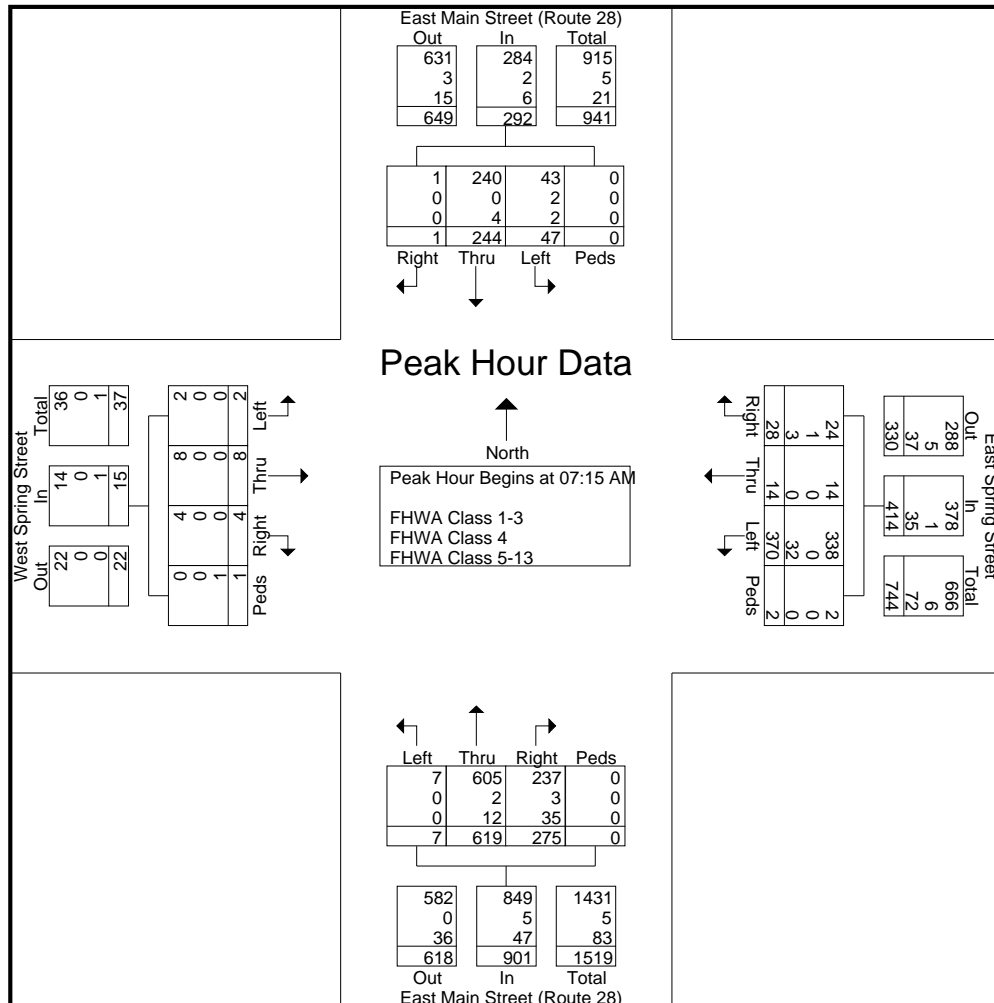 East Main Street (Route 28)
Out In Total
631 284 915
3 2 5
15 6 21
649 292 941
1 240 43 0
0 0 2 0
0 4 2 0
1 244 47 0
Right Thru Left Peds
Peak Hour Data
North
Peak Hour Begins at 07:15 AM
FHWA Class 1-3
FHWA Class 4
FHWA Class 5-13
West Spring Street
Out In Total
22 14 36
0 0 0
0 1 1
22 15 37
0 4 8 2
0 0 0 0
1 0 0 0
1 4 8 2
Peds Right Thru Left
East Spring Street
Out In Total
288 378 666
5 1 6
37 35 72
330 414 744
24 14 338 2
1 0 0 0
3 0 32 0
28 14 370 2
Right Thru Left Peds
Left Thru Right Peds
7 605 237 0
0 2 3 0
0 12 35 0
7 619 275 0
582 849 1431
0 5 5
36 47 83
618 901 1519
Out In Total
East Main Street (Route 28)